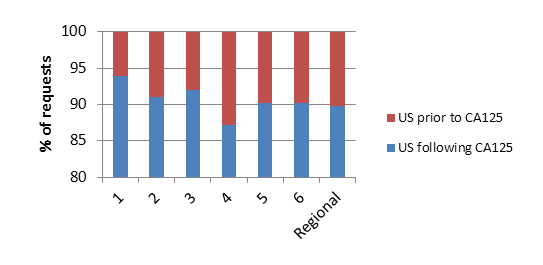 % of requests
100
95
90
85
80
1
2
3
4
5
6
Regional
US prior to CA125
US following CA125